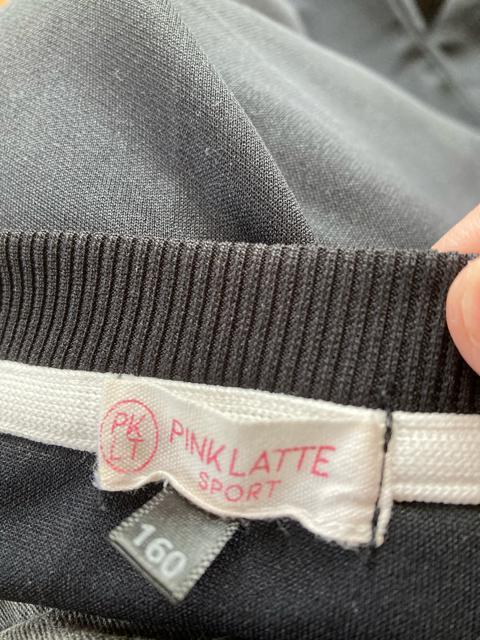 PK
LT
PINK LATTE
SPORT
160